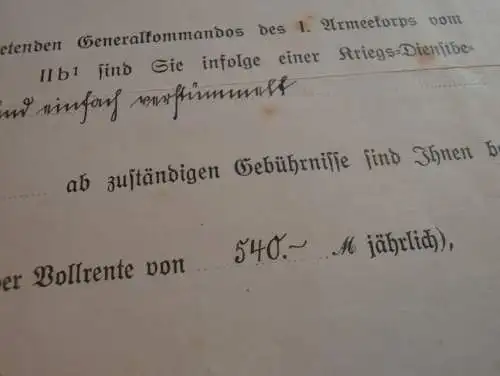 etenden Generalkommandos des I. Armeekorps vom
IIb¹ sind Sie infolge einer Kriegs=Dienstbe=
und einfach verstümmelt
ab zuständigen Gebührnisse sind Ihnen be
er Vollrente von 540.– M jährlich),